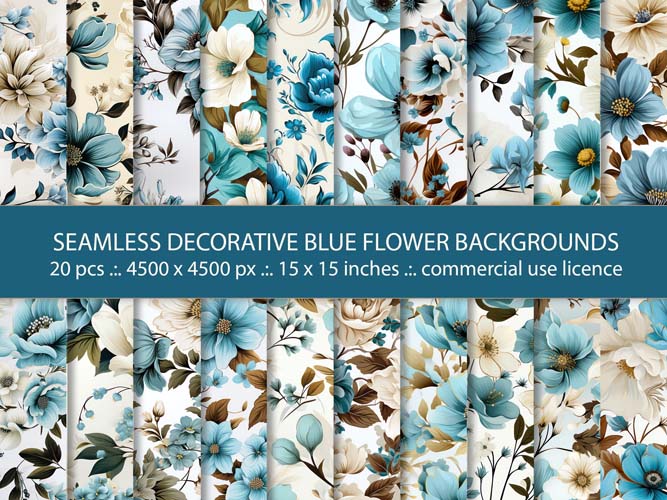 SEAMLESS DECORATIVE BLUE FLOWER BACKGROUNDS
20 pcs .:. 4500 x 4500 px .:. 15 x 15 inches .:. commercial use licence